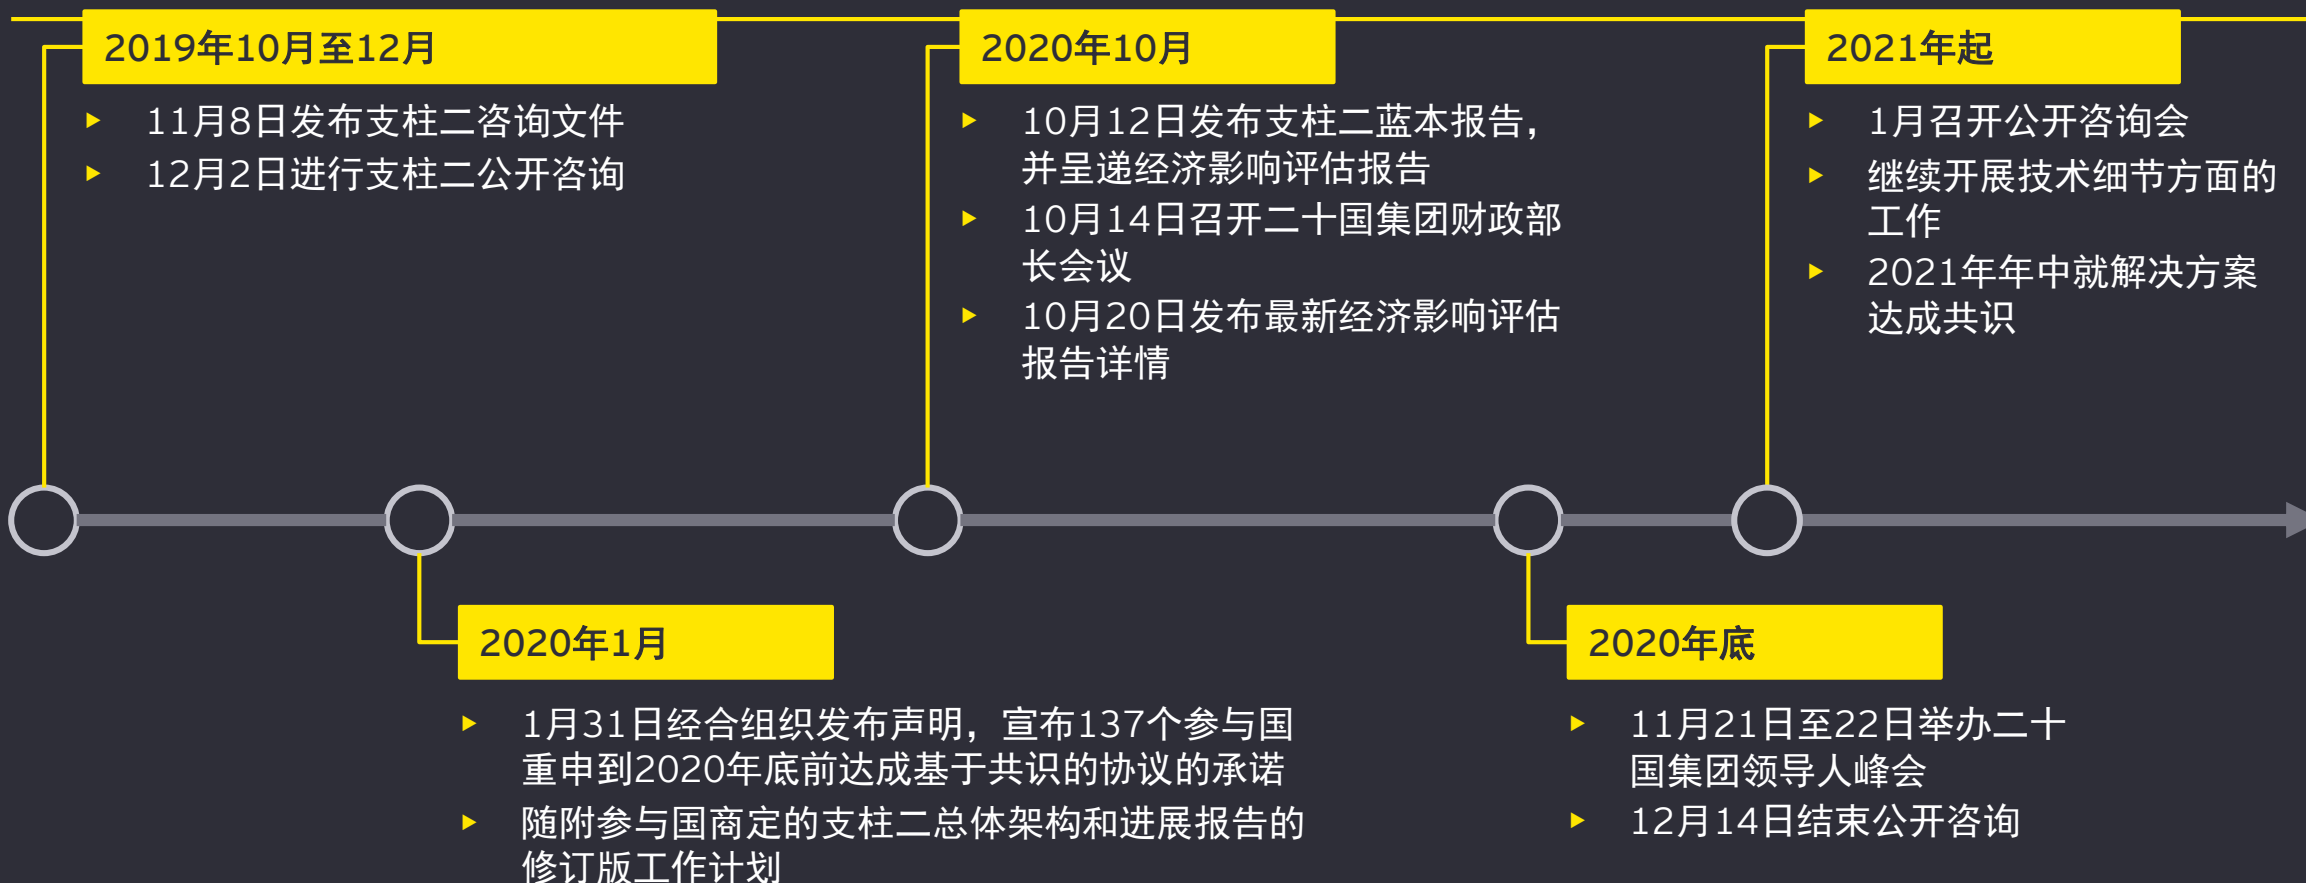 2019年10月至12月
11月8日发布支柱二咨询文件
12月2日进行支柱二公开咨询
2020年10月
10月12日发布支柱二蓝本报告，
并呈递经济影响评估报告
10月14日召开二十国集团财政部
长会议
10月20日发布最新经济影响评估
报告详情
2021年起
1月召开公开咨询会
继续开展技术细节方面的
工作
2021年年中就解决方案
达成共识
2020年1月
1月31日经合组织发布声明，宣布137个参与国
重申到2020年底前达成基于共识的协议的承诺
随附参与国商定的支柱二总体架构和进展报告的
修订版工作计划
2020年底
11月21日至22日举办二十
国集团领导人峰会
12月14日结束公开咨询